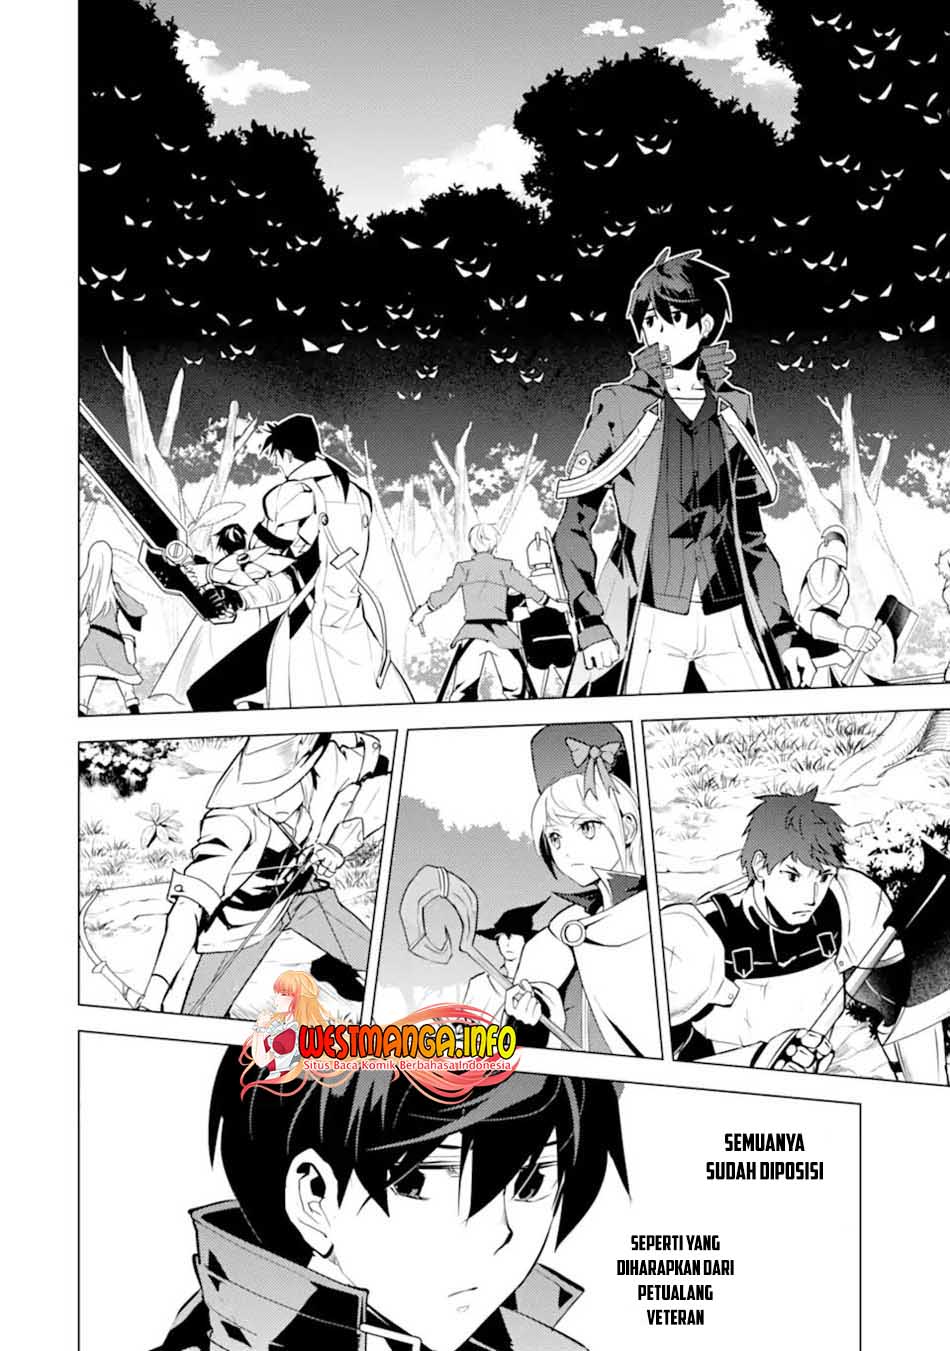 WESTMANGA.INFO
Situs Baca Komik Berbahasa Indonesia
SEMUANYA
SUDAH DIPOSISI
SEPERTI YANG
DIHARAPKAN DARI
PETUALANG
VETERAN